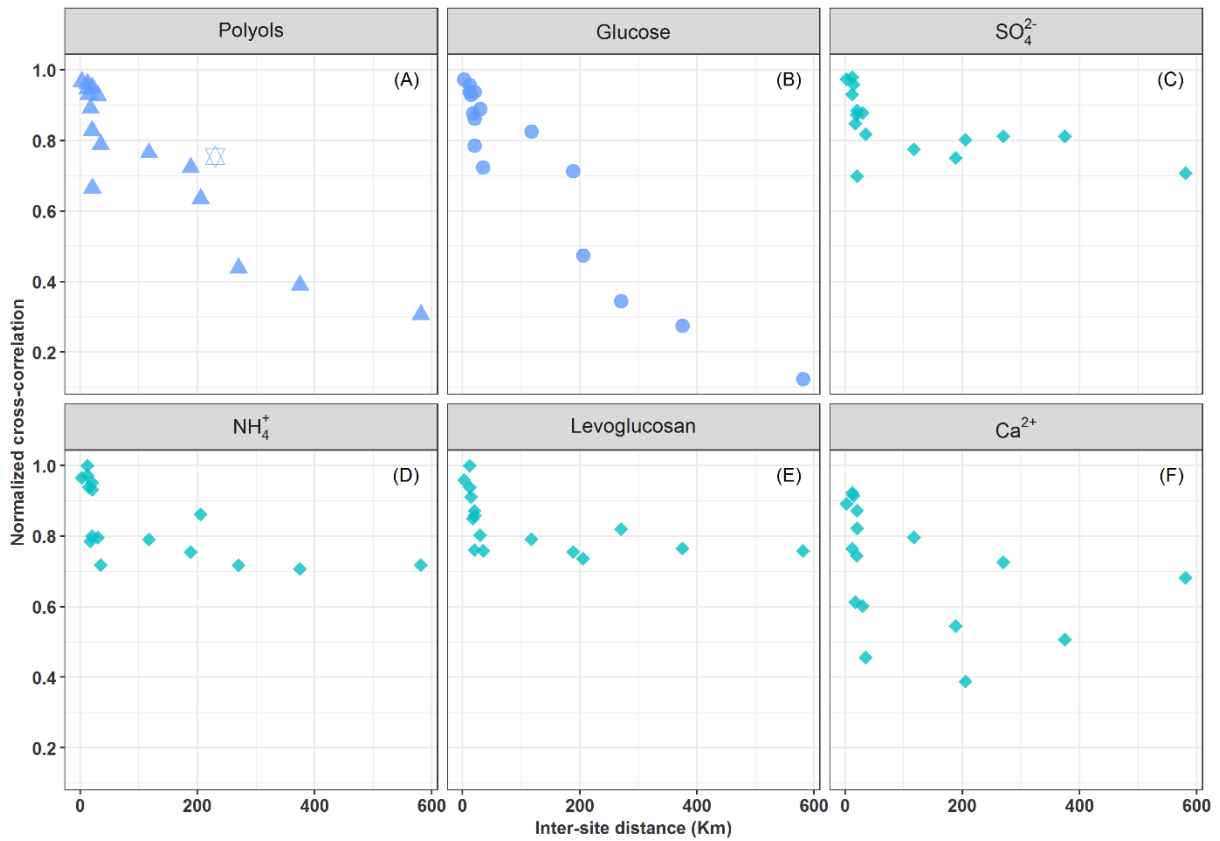 Polyols
Glucose
SO₄²⁻
(A)
(B)
(C)
1.0
0.8
0.6
0.4
0.2
NH₄⁺
Levoglucosan
Ca²⁺
(D)
(E)
(F)
1.0
0.8
0.6
0.4
0.2
0 200 400 600
0 200 400 600
0 200 400 600
Normalized cross-correlation
Inter-site distance (Km)